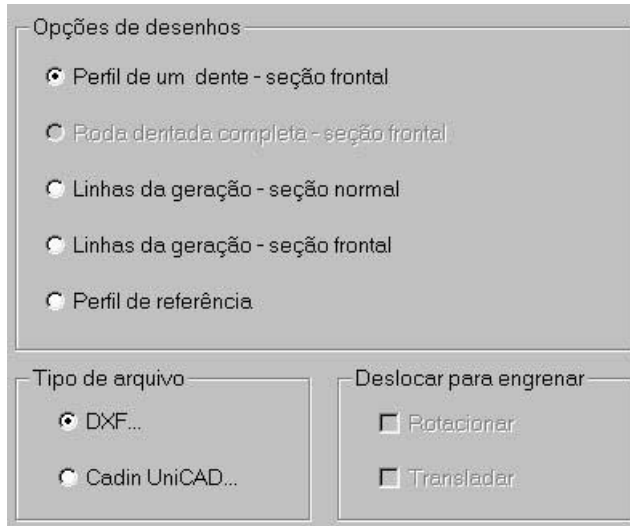 Opções de desenhos
Perfil de um dente - seção frontal
Roda dentada completa - seção frontal
Linhas da geração - seção normal
Linhas da geração - seção frontal
Perfil de referência
Tipo de arquivo
DXF...
Cadin UniCAD...
Deslocar para engrenar
Rotacionar
Transladar